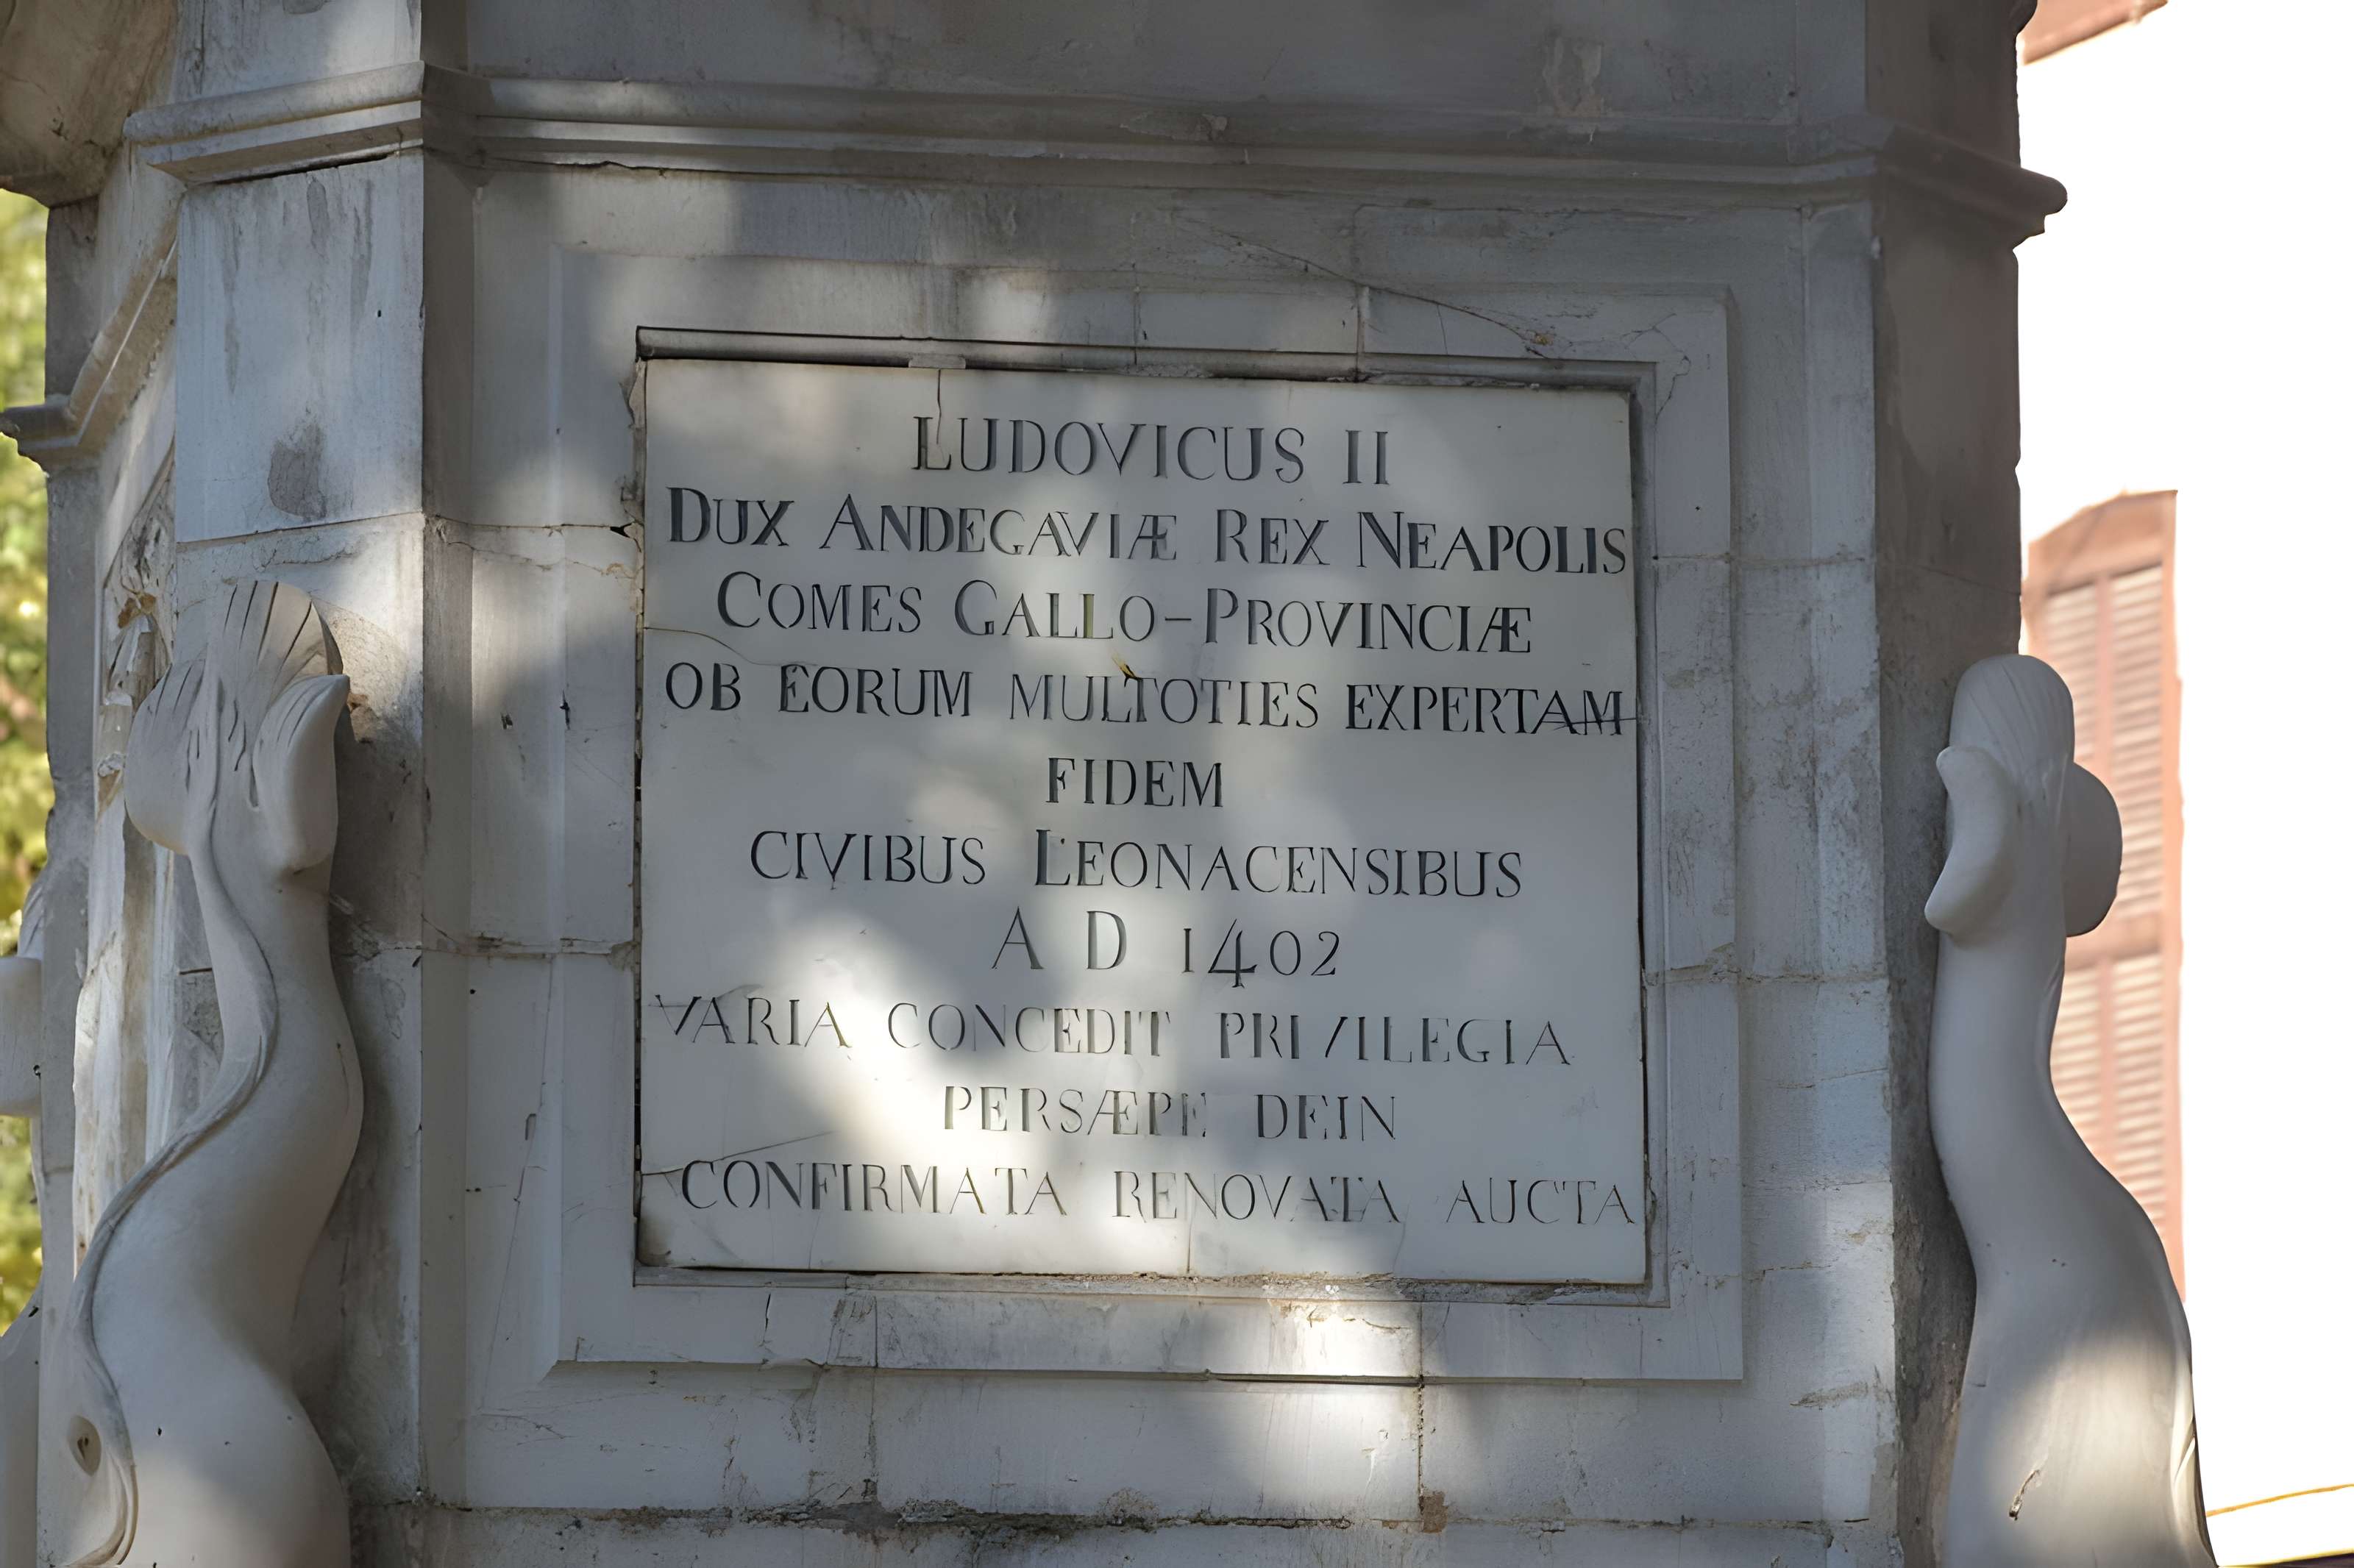 LUDOVICUS II
DUX ANDEGAVIÆ REX NEAPOLIS
COMES GALLO-PROVINCIÆ
OB EORUM MULTOTIES EXPERTAM
FIDEM
CIVIBUS LEONACENSIBUS
A D 1402
VARIA CONCEDIT PRIVILEGIA
PERSÆPE DEIN
CONFIRMATA RENOVATA AUCTA